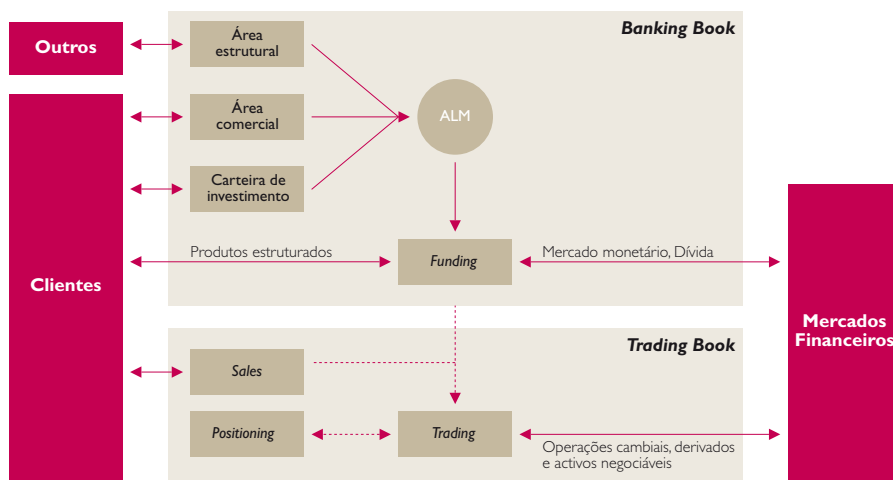 Outros
Área
estrutural
Banking Book
Área
comercial
ALM
Carteira de
investimento
Produtos estruturados
Funding
Mercado monetário, Dívida
Clientes
Mercados
Financeiros
Trading Book
Sales
Positioning
Trading
Operações cambiais, derivados
e activos negociáveis